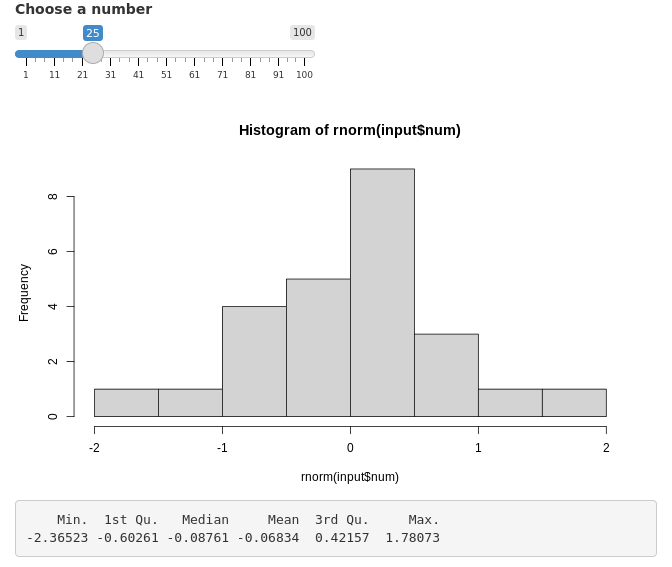 Choose a number
1 25 100
1 11 21 31 41 51 61 71 81 91 100
Histogram of rnorm(input$num)
Frequency
8
6
4
2
0
-2 -1 0 1 2
rnorm(input$num)
Min. 1st Qu. Median Mean 3rd Qu. Max.
-2.36523 -0.60261 -0.08761 -0.06834 0.42157 1.78073